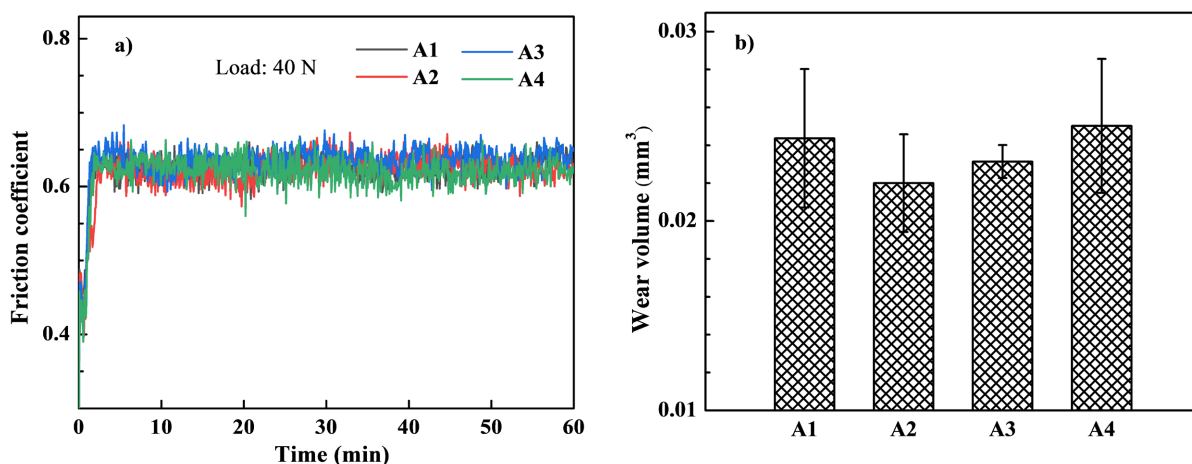 a)
Load: 40 N
A1
A2
A3
A4
Friction coefficient
0.8
0.6
0.4
0 10 20 30 40 50 60
Time (min)
b)
Wear volume (mm³)
0.03
0.02
0.01
A1 A2 A3 A4